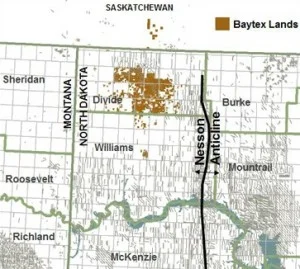 SASKATCHEWAN
Baytex Lands
Sheridan
MONTANA
NORTH DAKOTA
Divide
Burke
Williams
Nesson
Anticline
Mountrail
Roosevelt
Richland
McKenzie